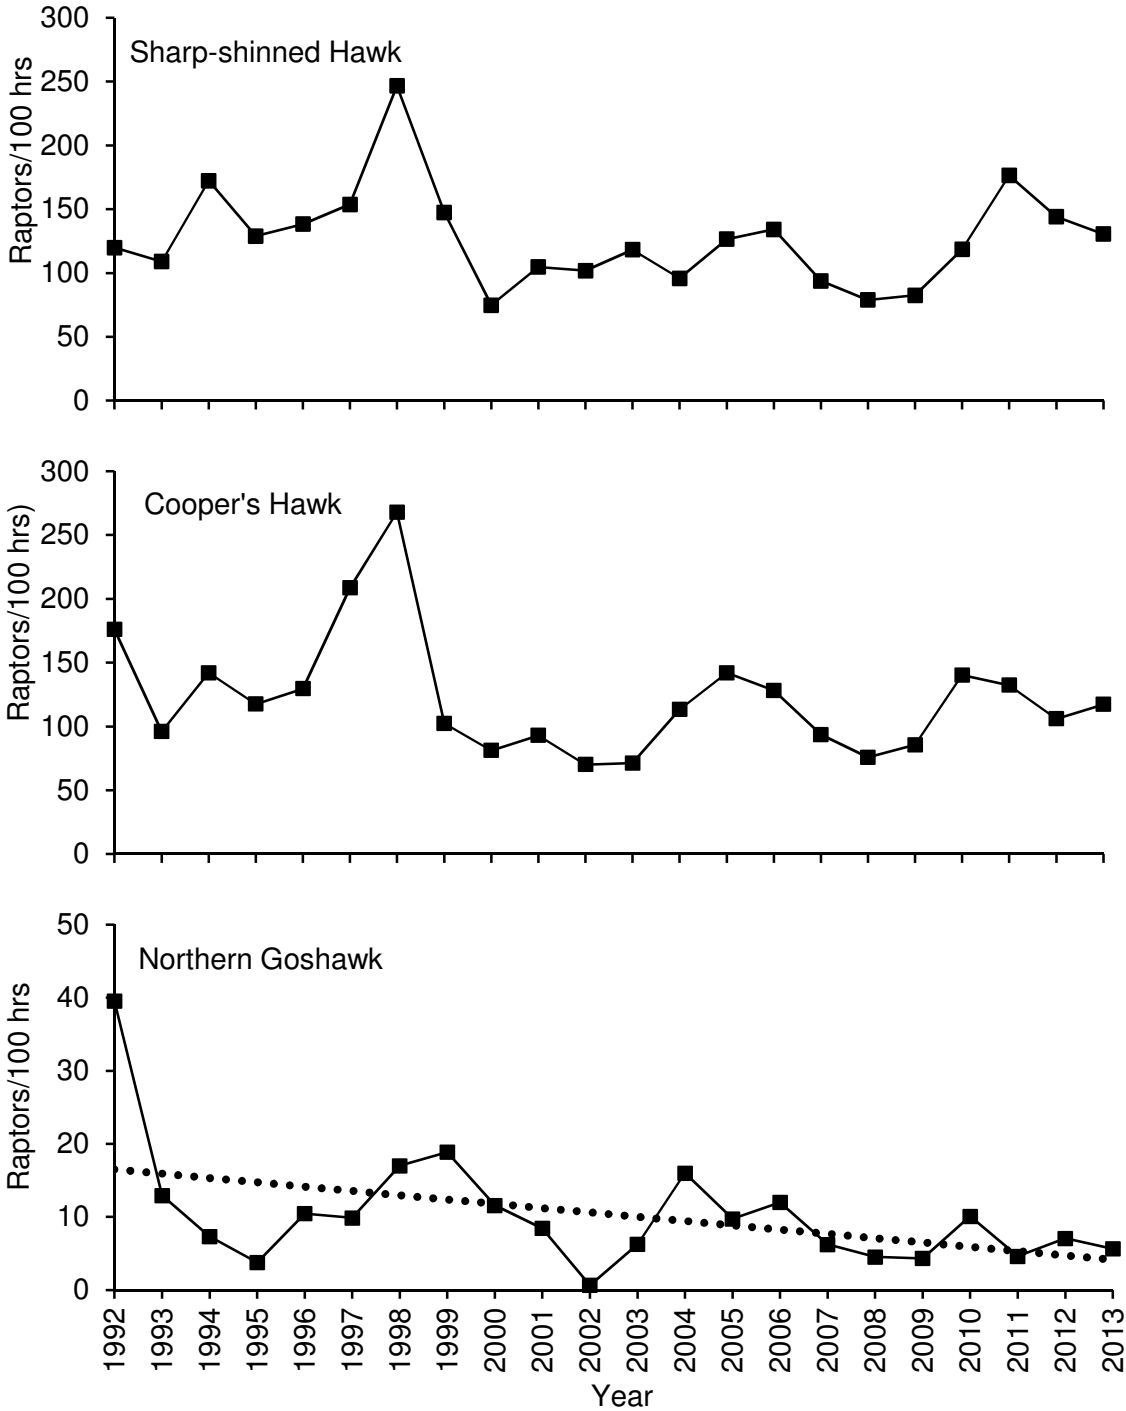 300
Sharp-shinned Hawk
250
200
150
100
50
0
Raptors/100 hrs
300
Cooper's Hawk
250
200
150
100
50
0
Raptors/100 hrs)
50
Northern Goshawk
40
30
20
10
0
Raptors/100 hrs
1992 1993 1994 1995 1996 1997 1998 1999 2000 2001 2002 2003 2004 2005 2006 2007 2008 2009 2010 2011 2012 2013
Year